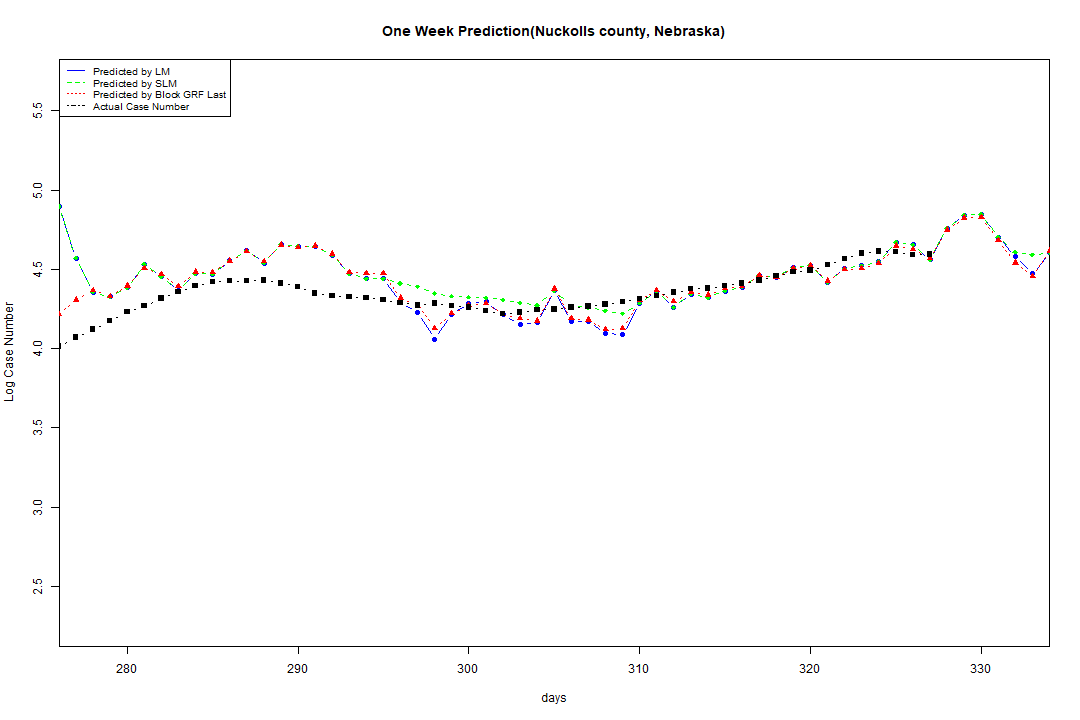 One Week Prediction(Nuckolls county, Nebraska)
Predicted by LM
Predicted by SLM
Predicted by Block GRF Last
Actual Case Number
5.5
5.0
4.5
4.0
3.5
3.0
2.5
Log Case Number
280 290 300 310 320 330
days